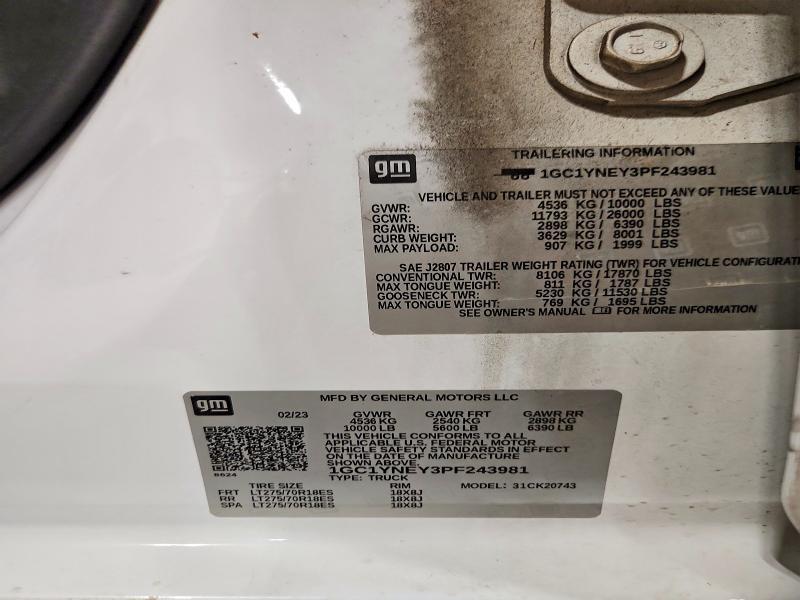 gm
TRAILERING INFORMATION
1GC1YNEY3PF243981
VEHICLE AND TRAILER MUST NOT EXCEED ANY OF THESE VALUE
GVWR: 4536 KG / 10000 LBS
GCWR: 11793 KG / 26000 LBS
RGAWR: 2898 KG / 6390 LBS
CURB WEIGHT: 3629 KG / 8001 LBS
MAX PAYLOAD: 907 KG / 1999 LBS
SAE J2807 TRAILER WEIGHT RATING (TWR) FOR VEHICLE CONFIGURATI
CONVENTIONAL TWR: 8106 KG / 17870 LBS
MAX TONGUE WEIGHT: 811 KG / 1787 LBS
GOOSENECK TWR: 5230 KG / 11530 LBS
MAX TONGUE WEIGHT: 769 KG / 1695 LBS
SEE OWNER'S MANUAL FOR MORE INFORMATION
gm
MFD BY GENERAL MOTORS LLC
02/23 GVWR GAWR FRT GAWR RR
4536 KG 2540 KG 2898 KG
10000 LB 5600 LB 6390 LB
THIS VEHICLE CONFORMS TO ALL
APPLICABLE U.S. FEDERAL MOTOR
VEHICLE SAFETY STANDARDS IN EFFECT
ON THE DATE OF MANUFACTURE
SHOWN ABOVE.
1GC1YNEY3PF243981
6624
TYPE: TRUCK
TIRE SIZE RIM MODEL: 31CK20743
FRT LT275/70R18ES 18X8J
RR LT275/70R18ES 18X8J
SPA LT275/70R18ES 18X8J